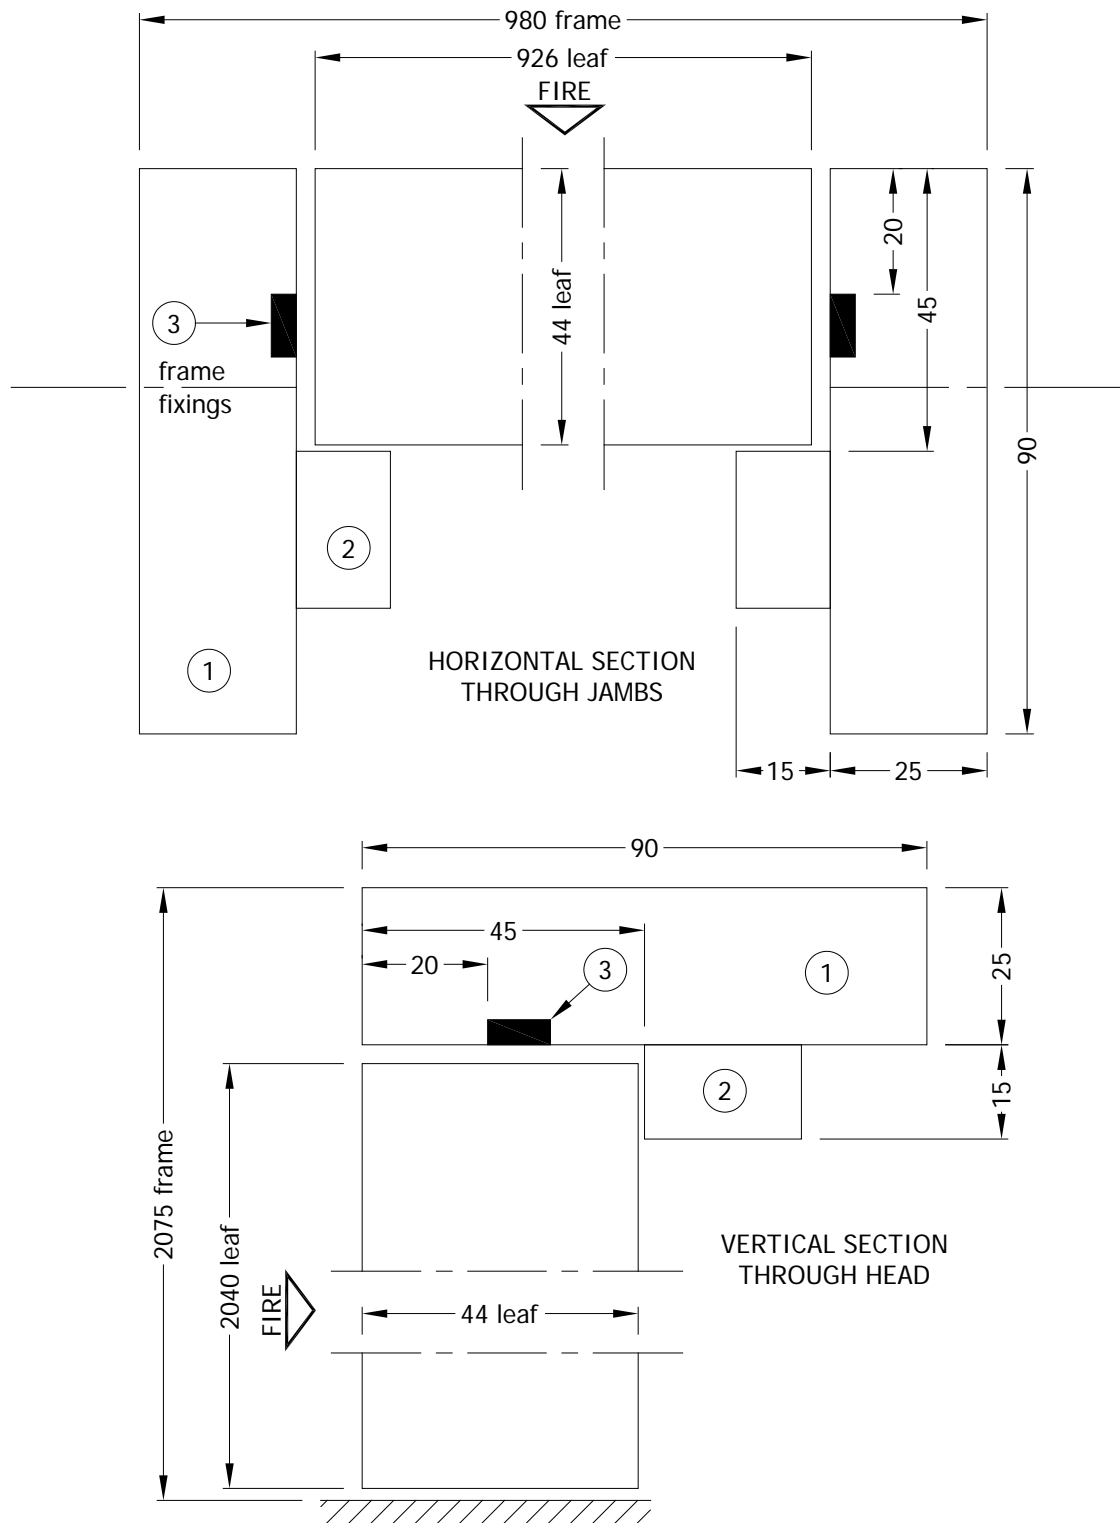 980 frame
926 leaf
FIRE
20
45
44 leaf
3
frame
fixings
90
2
1
HORIZONTAL SECTION
THROUGH JAMBS
15
25
90
45
20
3
1
25
2
15
2075 frame
2040 leaf
VERTICAL SECTION
THROUGH HEAD
FIRE
44 leaf